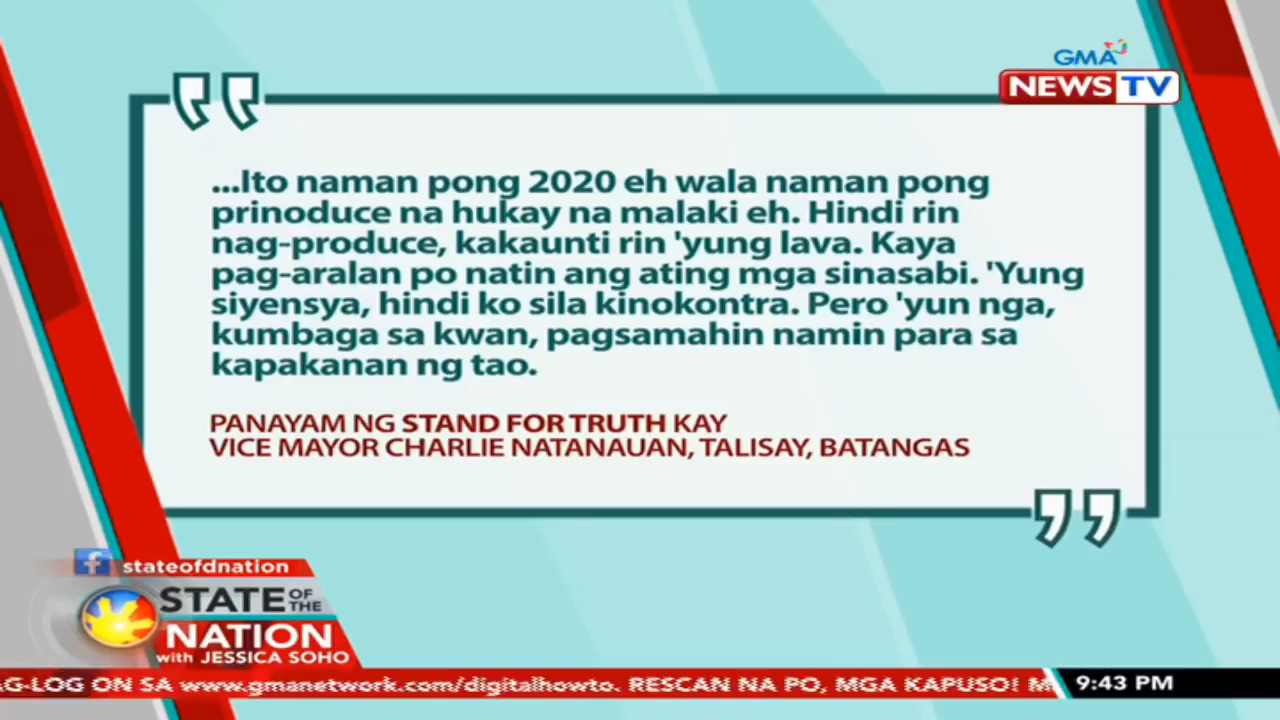 GMA
NEWS TV
...Ito naman pong 2020 eh wala naman pong
prinoduce na hukay na malaki eh. Hindi rin
nag-produce, kakaunti rin 'yung lava. Kaya
pag-aralan po natin ang ating mga sinasabi. 'Yung
siyensya, hindi ko sila kinokontra. Pero 'yun nga,
kumbaga sa kwan, pagsamahin namin para sa
kapakanan ng tao.
PANAYAM NG STAND FOR TRUTH KAY
VICE MAYOR CHARLIE NATANAUAN, TALISAY, BATANGAS
f stateofdnation
STATE OF THE
NATION
with JESSICA SOHO
G-LOG ON SA www.gmanetwork.com/digitalhowto. RESCAN NA PO, MGA KAPUSO!
9:43 PM